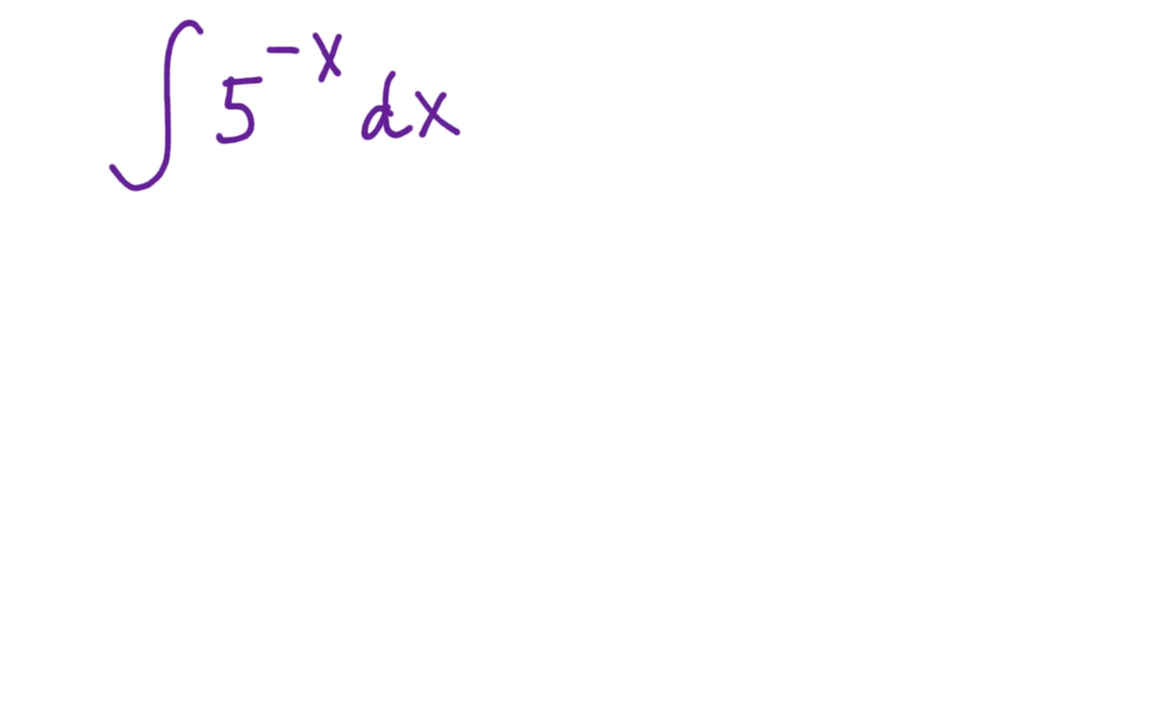 ∫ 5^{-x} dx